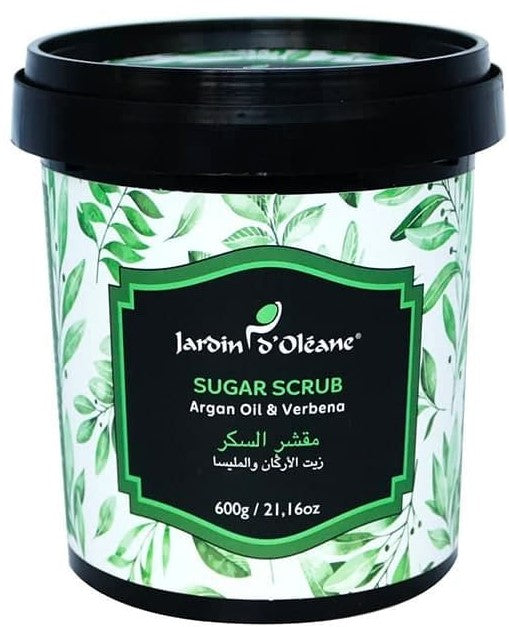 Jardin d'Oléane®
SUGAR SCRUB
Argan Oil & Verbena
مقشر السكر
زيت الأركان والمليسا
600g / 21,16oz